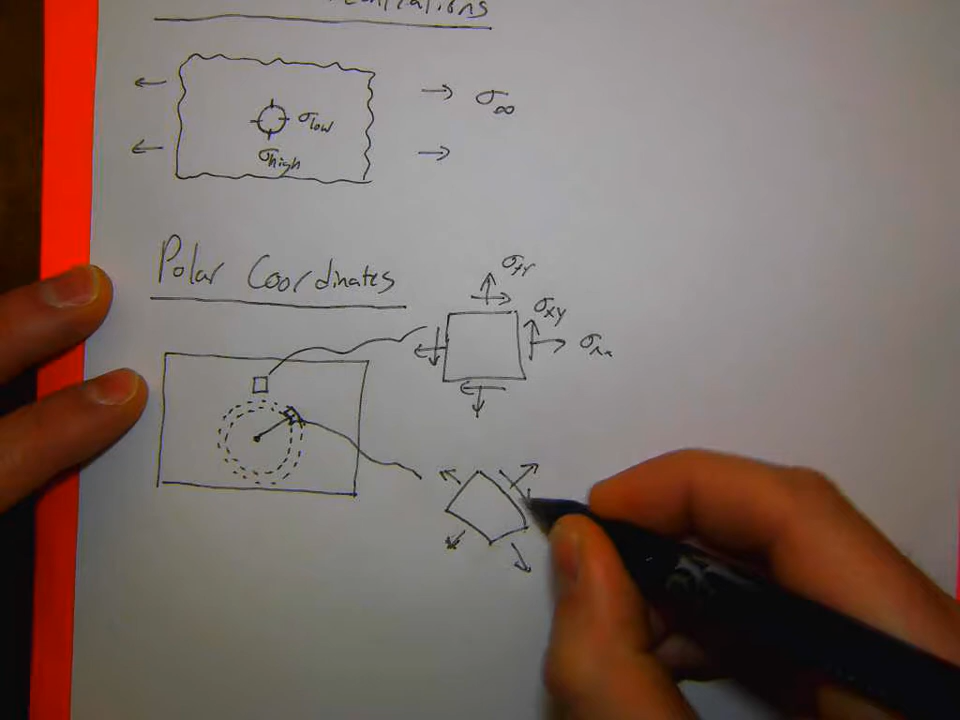 σ∞
σlow
σhigh
Polar Coordinates
σyy
σxy
σxx